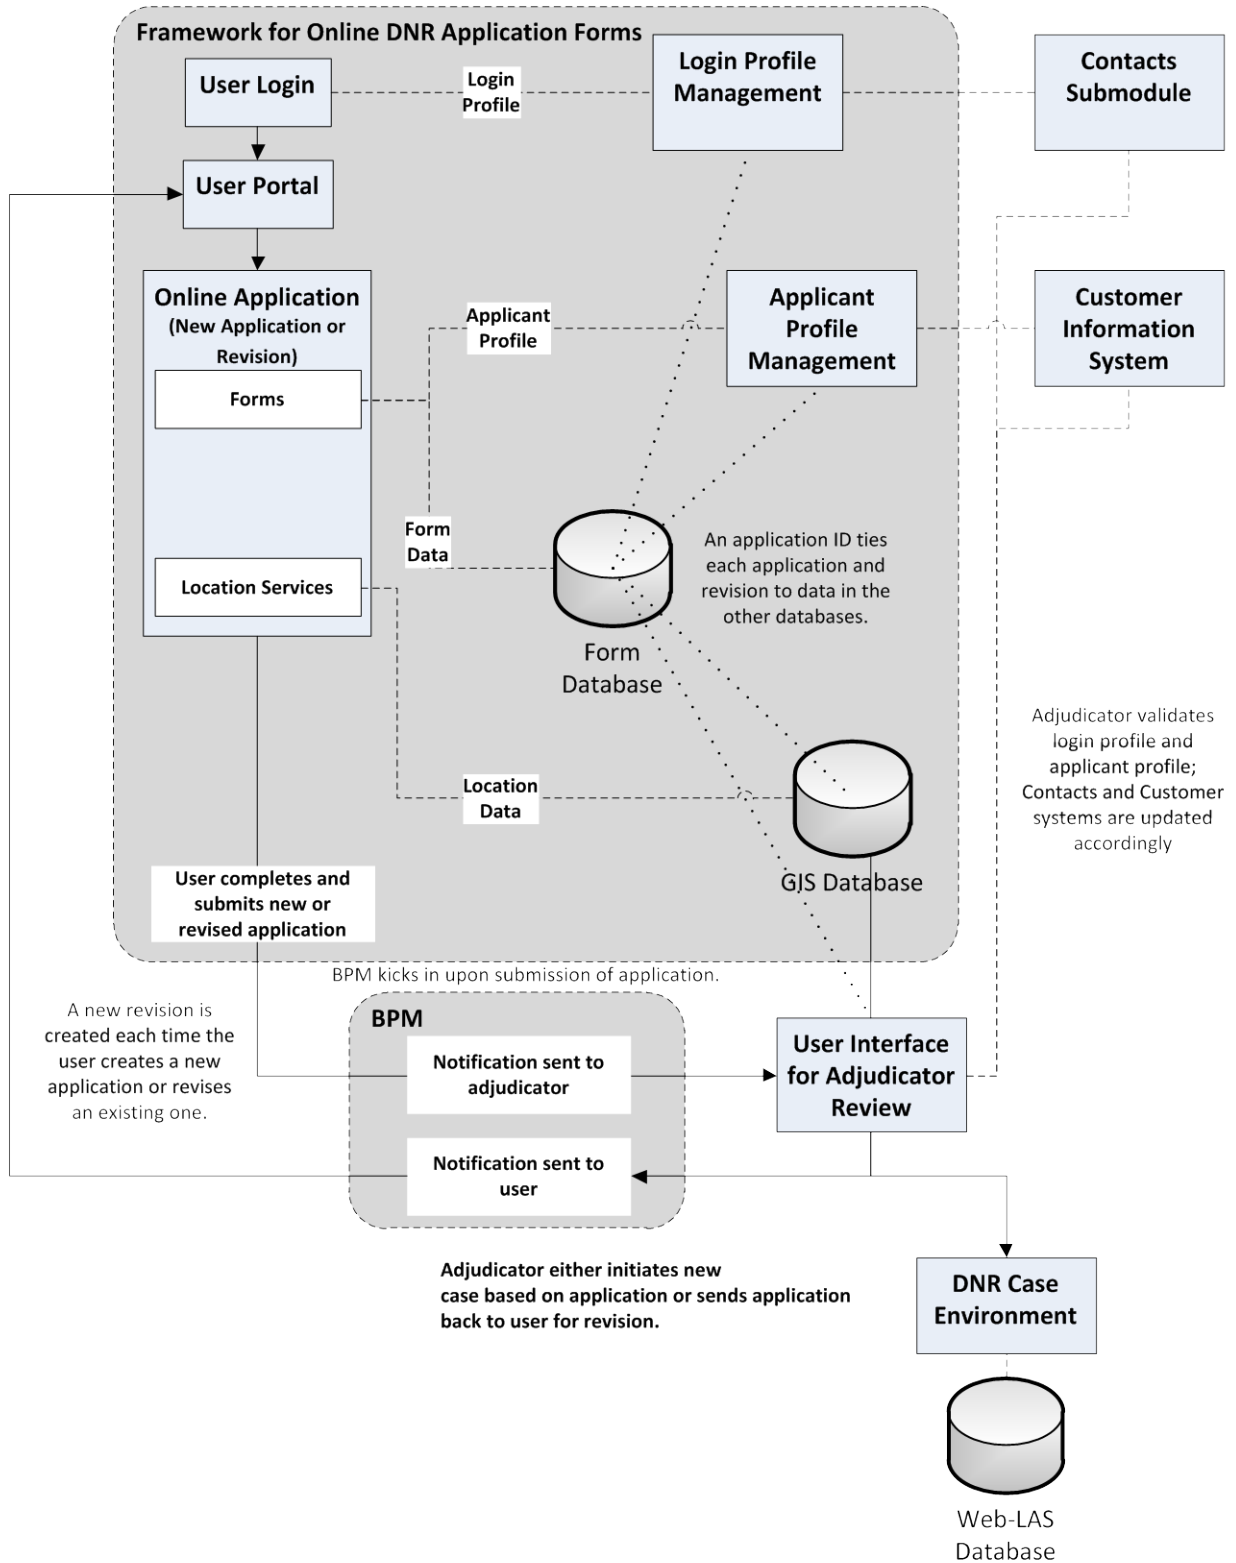 Framework for Online DNR Application Forms
User Login
Login
Profile
Login Profile
Management
Contacts
Submodule
User Portal
Online Application
(New Application or
Revision)
Forms
Applicant
Profile
Applicant
Profile
Management
Customer
Information
System
Form
Data
An application ID ties
each application and
revision to data in the
other databases.
Location Services
Form
Database
Adjudicator validates
login profile and
applicant profile;
Contacts and Customer
systems are updated
accordingly
Location
Data
GIS Database
User completes and
submits new or
revised application
BPM kicks in upon submission of application.
A new revision is
created each time the
user creates a new
application or revises
an existing one.
BPM
Notification sent to
adjudicator
User Interface
for Adjudicator
Review
Notification sent to
user
Adjudicator either initiates new
case based on application or sends application
back to user for revision.
DNR Case
Environment
Web-LAS
Database